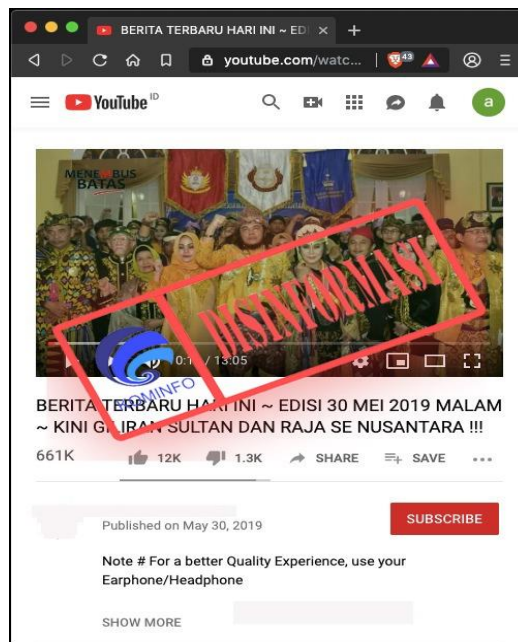 BERITA TERBARU HARI INI ~ EDI
youtube.com/watc...
43
YouTube ID
a
MENEMBUS
BATAS
DISINFORMASI
KOMINFO
/ 13:05
BERITA TERBARU HARI INI ~ EDISI 30 MEI 2019 MALAM
~ KINI GILIRAN SULTAN DAN RAJA SE NUSANTARA !!!
661K
12K
1.3K
SHARE
SAVE
Published on May 30, 2019
SUBSCRIBE
Note # For a better Quality Experience, use your
Earphone/Headphone
SHOW MORE